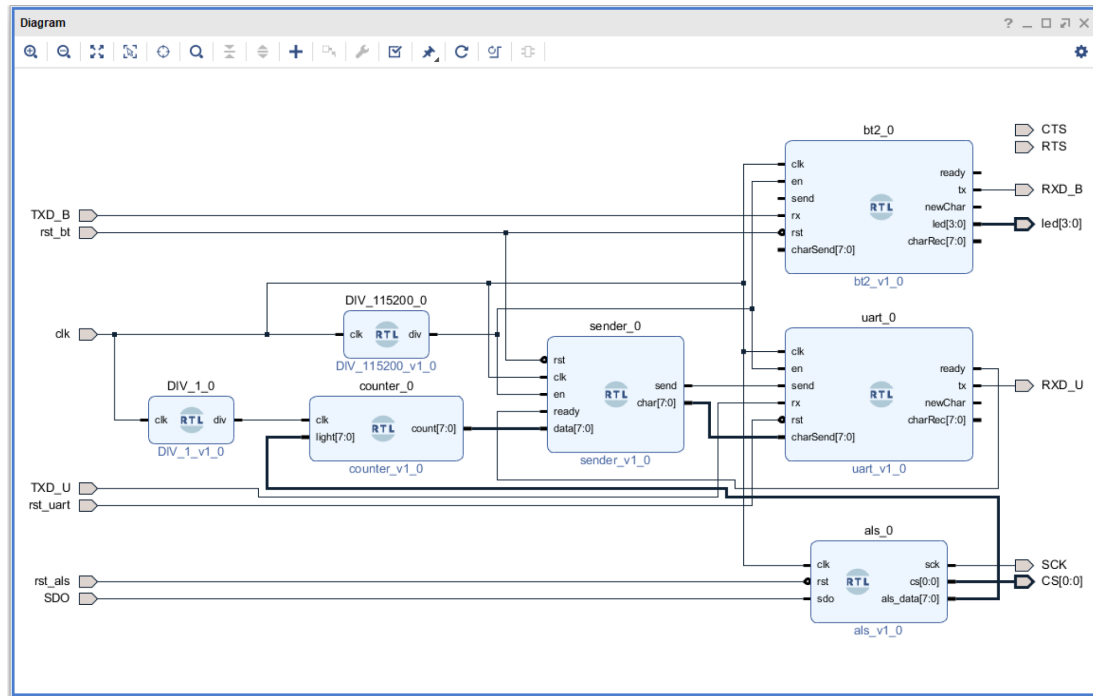 Diagram
bt2_0
clk
en
send
rx
rst
charSend[7:0]
RTL
ready
tx
newChar
led[3:0]
charRec[7:0]
bt2_v1_0
CTS
RTS
RXD_B
led[3:0]
TXD_B
rst_bt
clk
DIV_115200_0
clk RTL div
DIV_115200_v1_0
DIV_1_0
clk RTL div
DIV_1_v1_0
counter_0
clk
light[7:0]
RTL
count[7:0]
counter_v1_0
sender_0
rst
clk
en
ready
data[7:0]
RTL
send
char[7:0]
sender_v1_0
uart_0
clk
en
send
rx
rst
charSend[7:0]
RTL
ready
tx
newChar
charRec[7:0]
uart_v1_0
RXD_U
TXD_U
rst_uart
rst_als
SDO
als_0
clk
rst
sdo
RTL
sck
cs[0:0]
als_data[7:0]
als_v1_0
SCK
CS[0:0]